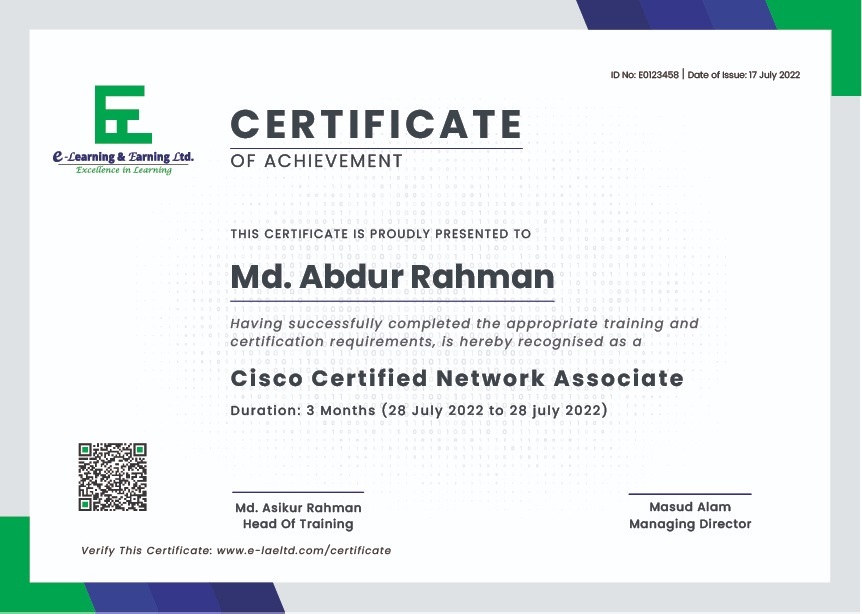 ID No: E0123458 | Date of Issue: 17 July 2022
e-Learning & Earning Ltd.
Excellence in Learning
CERTIFICATE
OF ACHIEVEMENT
THIS CERTIFICATE IS PROUDLY PRESENTED TO
Md. Abdur Rahman
Having successfully completed the appropriate training and
certification requirements, is hereby recognised as a
Cisco Certified Network Associate
Duration: 3 Months (28 July 2022 to 28 july 2022)
Md. Asikur Rahman
Head Of Training
Masud Alam
Managing Director
Verify This Certificate: www.e-laeltd.com/certificate